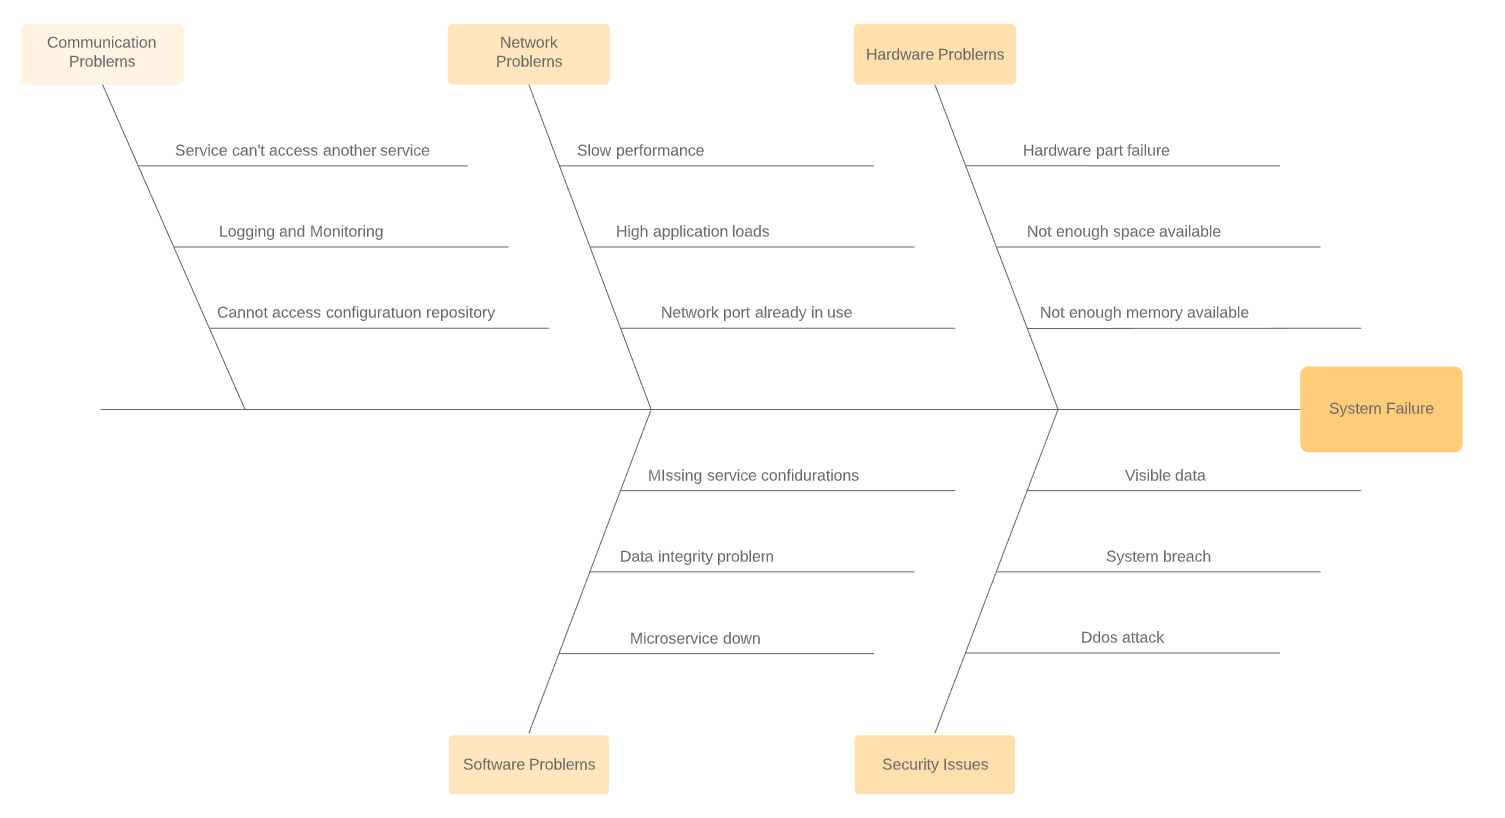 Communication
Problems
Network
Problems
Hardware Problems
Service can't access another service
Slow performance
Hardware part failure
Logging and Monitoring
High application loads
Not enough space available
Cannot access configuratuon repository
Network port already in use
Not enough memory available
System Failure
MIssing service confidurations
Visible data
Data integrity problem
System breach
Microservice down
Ddos attack
Software Problems
Security Issues